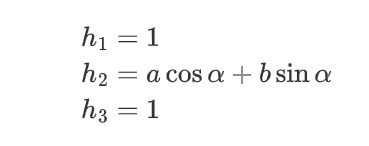 h₁ = 1
h₂ = a cos α + b sin α
h₃ = 1